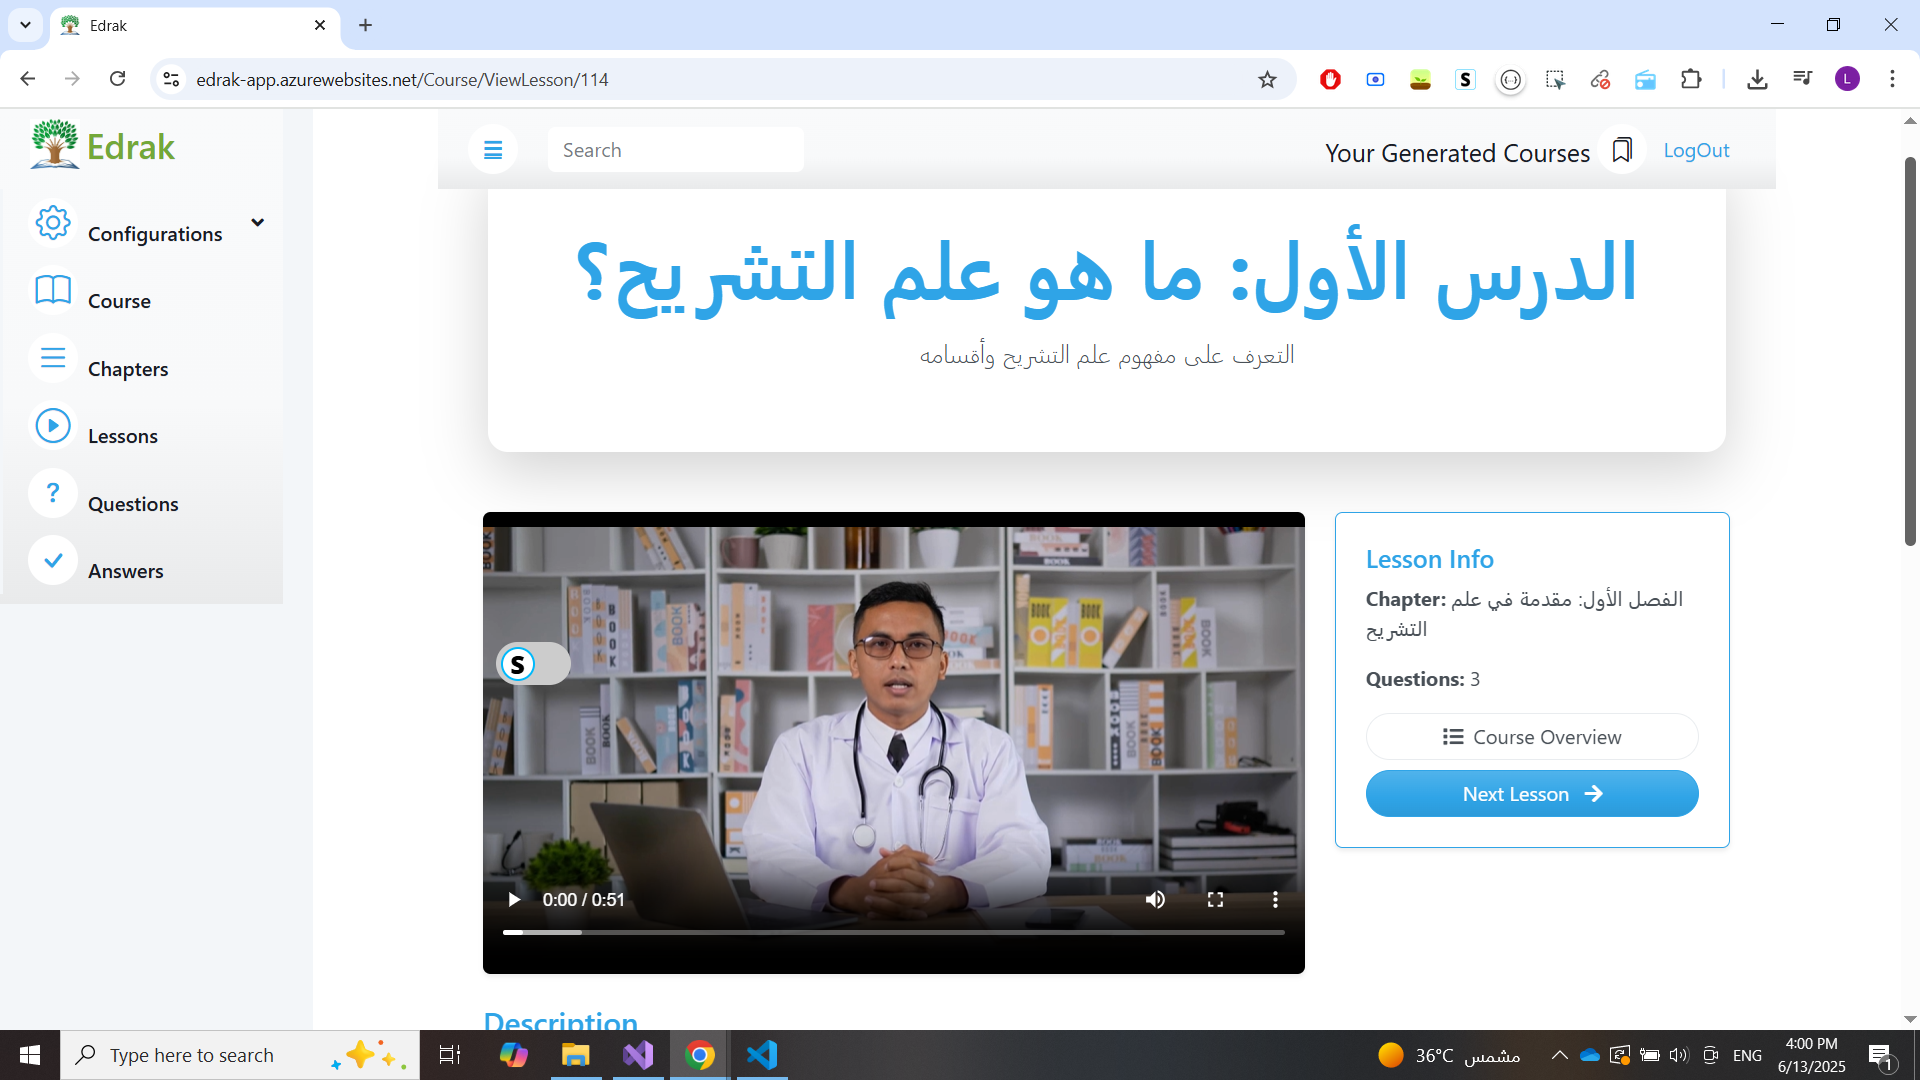 Edrak
edrak-app.azurewebsites.net/Course/ViewLesson/114
L
Edrak
Search
Your Generated Courses
LogOut
Configurations
Course
Chapters
Lessons
Questions
Answers
الدرس الأول: ما هو علم التشريح؟
التعرف على مفهوم علم التشريح وأقسامه
S
0:00 / 0:51
Lesson Info
Chapter: الفصل الأول: مقدمة في علم
التشريح
Questions: 3
Course Overview
Next Lesson
Description
Type here to search
36°C مشمس
ENG
4:00 PM
6/13/2025
1